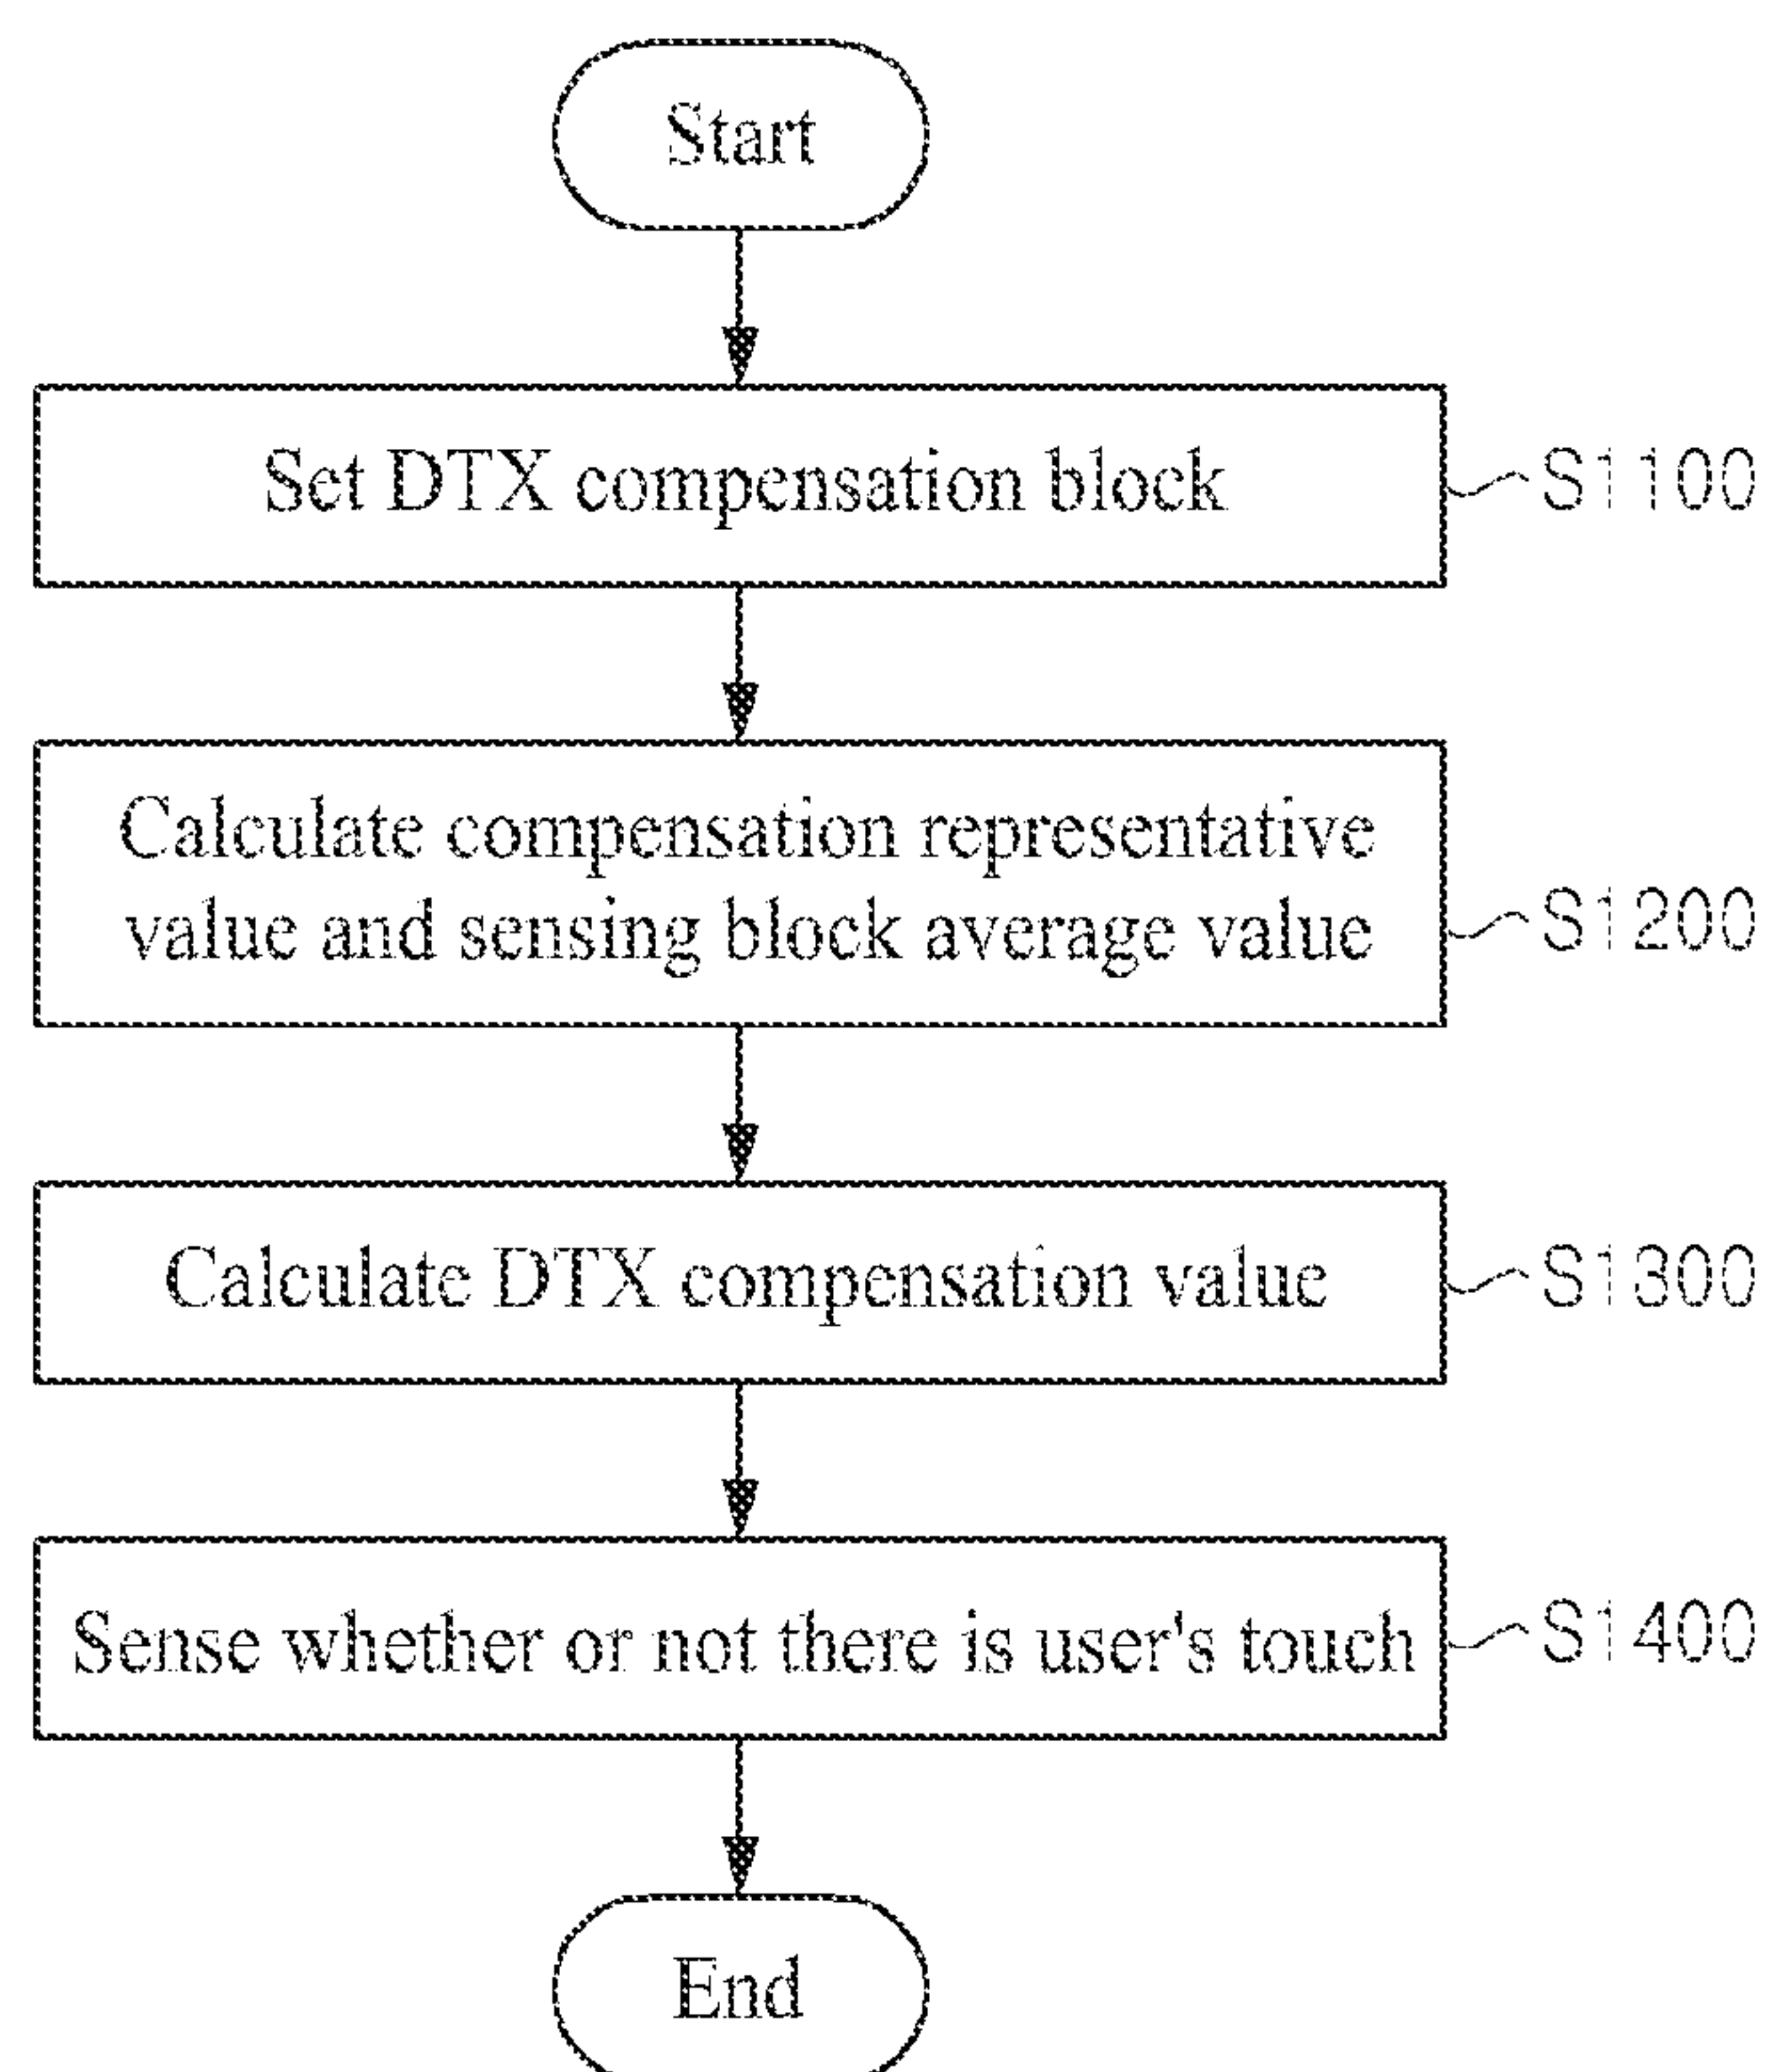 Start
Set DTX compensation block
S1100
Calculate compensation representative
value and sensing block average value
S1200
Calculate DTX compensation value
S1300
Sense whether or not there is user's touch
S1400
End